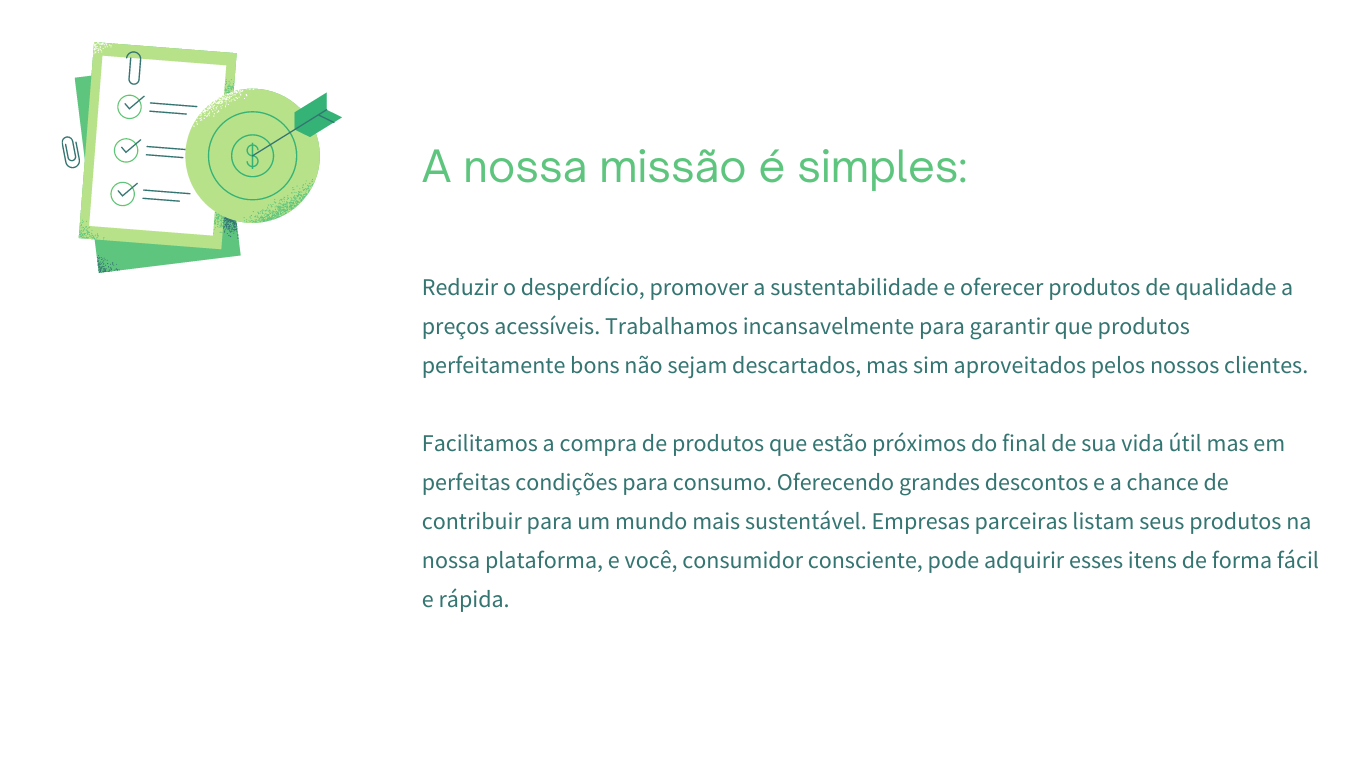 $
A nossa missão é simples:
Reduzir o desperdício, promover a sustentabilidade e oferecer produtos de qualidade a
preços acessíveis. Trabalhamos incansavelmente para garantir que produtos
perfeitamente bons não sejam descartados, mas sim aproveitados pelos nossos clientes.
Facilitamos a compra de produtos que estão próximos do final de sua vida útil mas em
perfeitas condições para consumo. Oferecendo grandes descontos e a chance de
contribuir para um mundo mais sustentável. Empresas parceiras listam seus produtos na
nossa plataforma, e você, consumidor consciente, pode adquirir esses itens de forma fácil
e rápida.